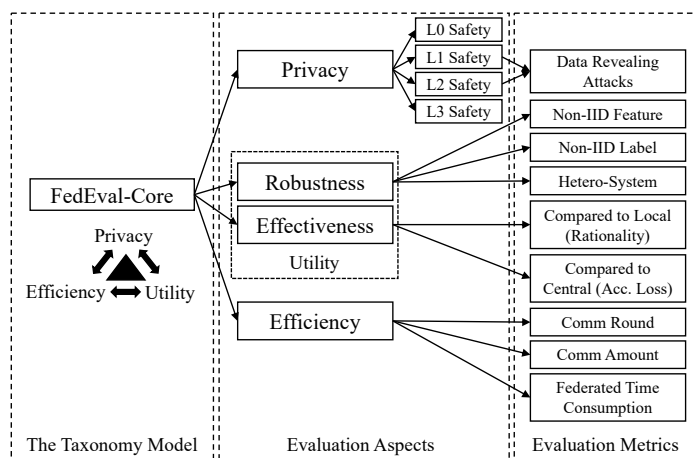 FedEval-Core
Privacy
Efficiency
Utility
The Taxonomy Model
Privacy
L0 Safety
L1 Safety
L2 Safety
L3 Safety
Robustness
Effectiveness
Utility
Efficiency
Evaluation Aspects
Data Revealing
Attacks
Non-IID Feature
Non-IID Label
Hetero-System
Compared to Local
(Rationality)
Compared to
Central (Acc. Loss)
Comm Round
Comm Amount
Federated Time
Consumption
Evaluation Metrics